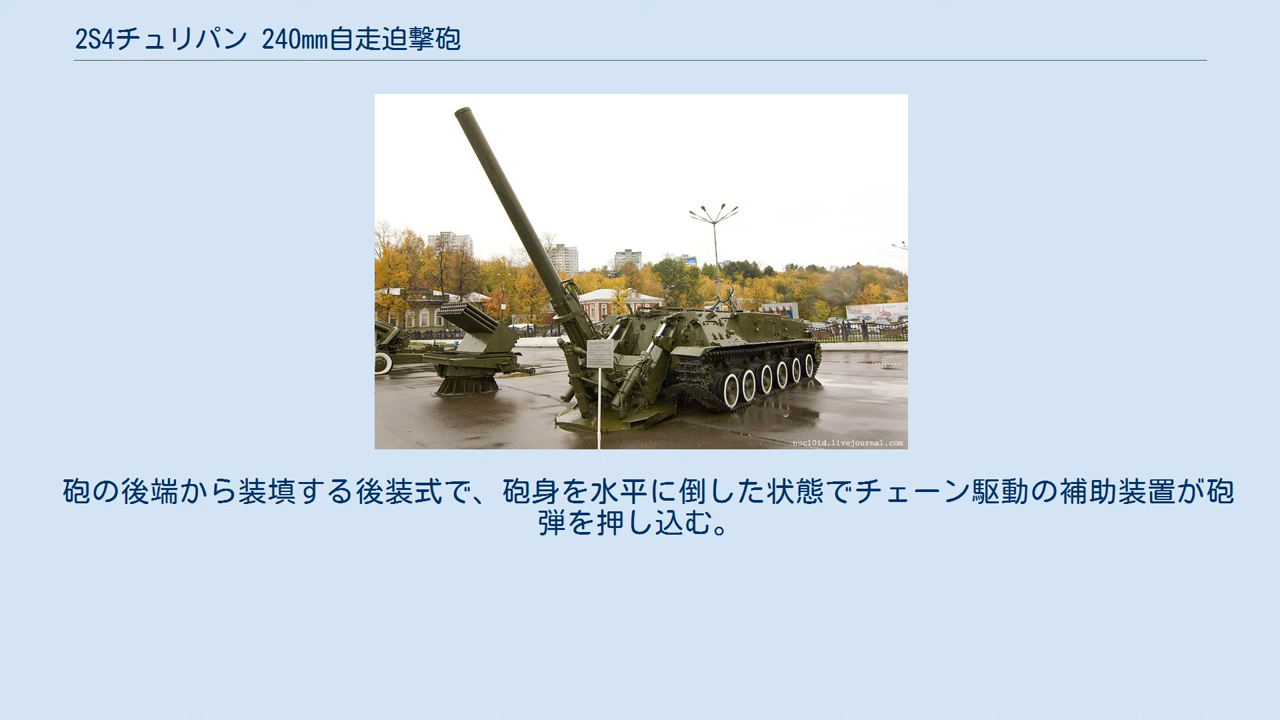 2S4チュリパン 240mm自走迫撃砲
nucl0id.livejournal.com
砲の後端から装填する後装式で、砲身を水平に倒した状態でチェーン駆動の補助装置が砲
弾を押し込む。